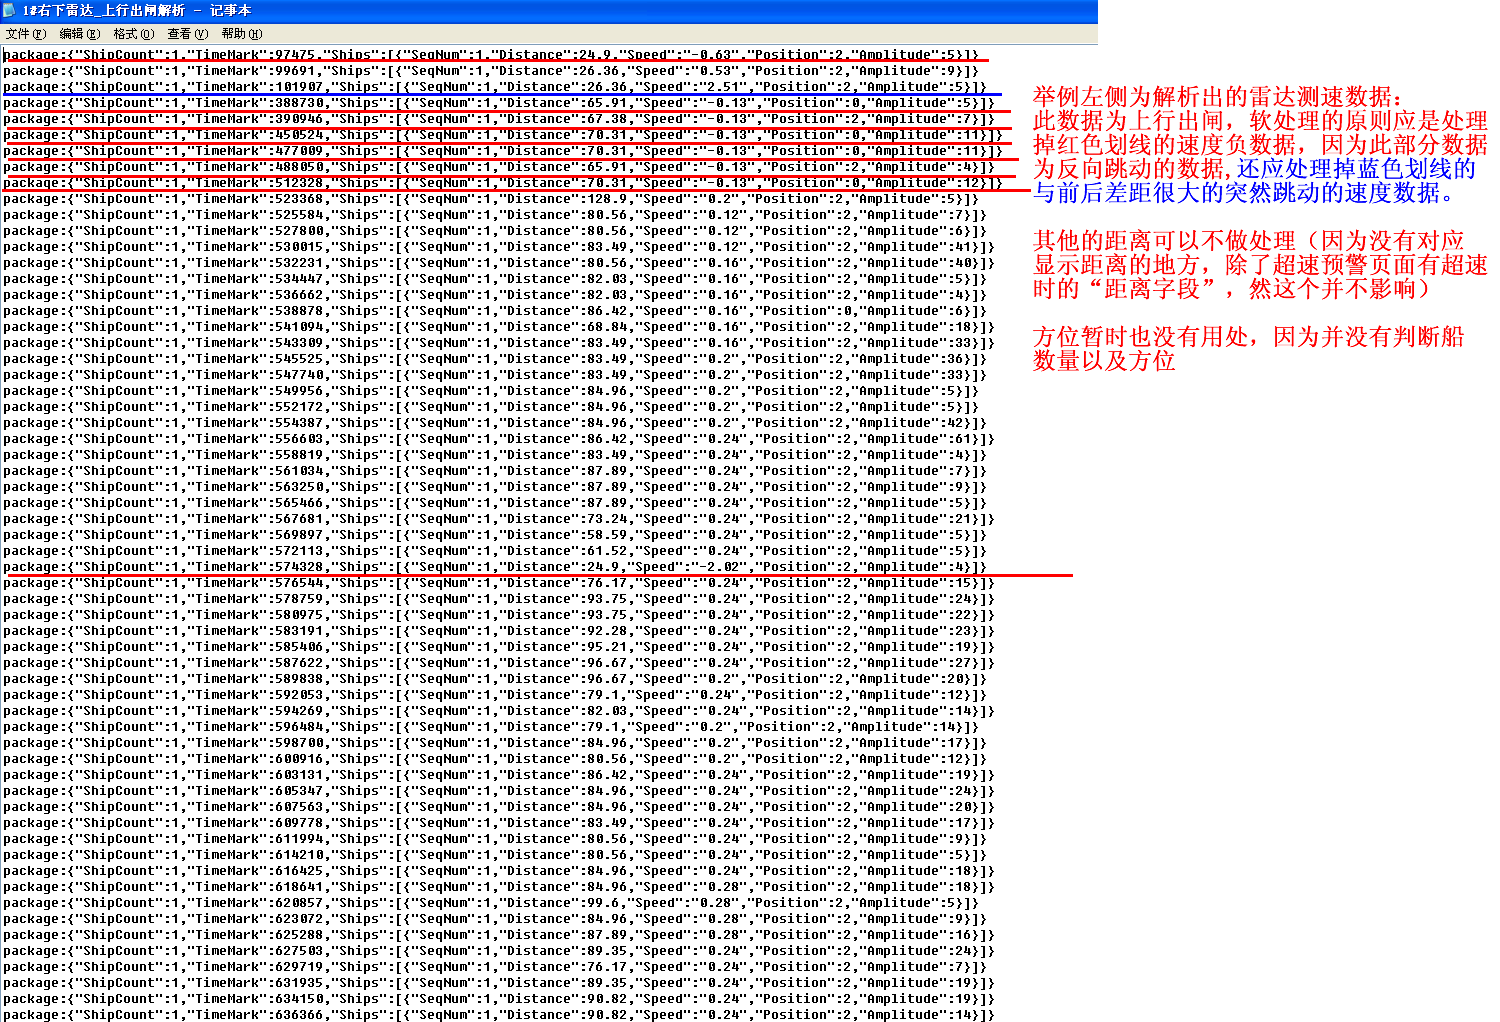 1#右下雷达_上行出闸解析 - 记事本
文件(F) 编辑(E) 格式(O) 查看(V) 帮助(H)
package:{"ShipCount":1,"TimeMark":97475,"Ships":[{"SeqNum":1,"Distance":24.9,"Speed":"-0.63","Position":2,"Amplitude":5}]}
package:{"ShipCount":1,"TimeMark":99691,"Ships":[{"SeqNum":1,"Distance":26.36,"Speed":"0.53","Position":2,"Amplitude":9}]}
package:{"ShipCount":1,"TimeMark":101907,"Ships":[{"SeqNum":1,"Distance":26.36,"Speed":"2.51","Position":2,"Amplitude":5}]}
package:{"ShipCount":1,"TimeMark":388730,"Ships":[{"SeqNum":1,"Distance":65.91,"Speed":"-0.13","Position":0,"Amplitude":5}]}
package:{"ShipCount":1,"TimeMark":390946,"Ships":[{"SeqNum":1,"Distance":67.38,"Speed":"-0.13","Position":2,"Amplitude":7}]}
package:{"ShipCount":1,"TimeMark":450524,"Ships":[{"SeqNum":1,"Distance":70.31,"Speed":"-0.13","Position":0,"Amplitude":11}]}
package:{"ShipCount":1,"TimeMark":477009,"Ships":[{"SeqNum":1,"Distance":70.31,"Speed":"-0.13","Position":0,"Amplitude":11}]}
package:{"ShipCount":1,"TimeMark":488050,"Ships":[{"SeqNum":1,"Distance":65.91,"Speed":"-0.13","Position":2,"Amplitude":4}]}
package:{"ShipCount":1,"TimeMark":512328,"Ships":[{"SeqNum":1,"Distance":70.31,"Speed":"-0.13","Position":0,"Amplitude":12}]}
package:{"ShipCount":1,"TimeMark":523368,"Ships":[{"SeqNum":1,"Distance":128.9,"Speed":"0.2","Position":2,"Amplitude":5}]}
package:{"ShipCount":1,"TimeMark":525584,"Ships":[{"SeqNum":1,"Distance":80.56,"Speed":"0.12","Position":2,"Amplitude":7}]}
package:{"ShipCount":1,"TimeMark":527800,"Ships":[{"SeqNum":1,"Distance":80.56,"Speed":"0.12","Position":2,"Amplitude":6}]}
package:{"ShipCount":1,"TimeMark":530015,"Ships":[{"SeqNum":1,"Distance":83.49,"Speed":"0.12","Position":2,"Amplitude":41}]}
package:{"ShipCount":1,"TimeMark":532231,"Ships":[{"SeqNum":1,"Distance":80.56,"Speed":"0.16","Position":2,"Amplitude":40}]}
package:{"ShipCount":1,"TimeMark":534447,"Ships":[{"SeqNum":1,"Distance":82.03,"Speed":"0.16","Position":2,"Amplitude":5}]}
package:{"ShipCount":1,"TimeMark":536662,"Ships":[{"SeqNum":1,"Distance":82.03,"Speed":"0.16","Position":2,"Amplitude":4}]}
package:{"ShipCount":1,"TimeMark":538878,"Ships":[{"SeqNum":1,"Distance":86.42,"Speed":"0.16","Position":0,"Amplitude":6}]}
package:{"ShipCount":1,"TimeMark":541094,"Ships":[{"SeqNum":1,"Distance":68.84,"Speed":"0.16","Position":2,"Amplitude":18}]}
package:{"ShipCount":1,"TimeMark":543309,"Ships":[{"SeqNum":1,"Distance":83.49,"Speed":"0.16","Position":2,"Amplitude":33}]}
package:{"ShipCount":1,"TimeMark":545525,"Ships":[{"SeqNum":1,"Distance":83.49,"Speed":"0.2","Position":2,"Amplitude":36}]}
package:{"ShipCount":1,"TimeMark":547740,"Ships":[{"SeqNum":1,"Distance":83.49,"Speed":"0.2","Position":2,"Amplitude":33}]}
package:{"ShipCount":1,"TimeMark":549956,"Ships":[{"SeqNum":1,"Distance":84.96,"Speed":"0.2","Position":2,"Amplitude":5}]}
package:{"ShipCount":1,"TimeMark":552172,"Ships":[{"SeqNum":1,"Distance":84.96,"Speed":"0.2","Position":2,"Amplitude":5}]}
package:{"ShipCount":1,"TimeMark":554387,"Ships":[{"SeqNum":1,"Distance":84.96,"Speed":"0.2","Position":2,"Amplitude":42}]}
package:{"ShipCount":1,"TimeMark":556603,"Ships":[{"SeqNum":1,"Distance":86.42,"Speed":"0.24","Position":2,"Amplitude":61}]}
package:{"ShipCount":1,"TimeMark":558819,"Ships":[{"SeqNum":1,"Distance":83.49,"Speed":"0.24","Position":2,"Amplitude":4}]}
package:{"ShipCount":1,"TimeMark":561034,"Ships":[{"SeqNum":1,"Distance":87.89,"Speed":"0.24","Position":2,"Amplitude":7}]}
package:{"ShipCount":1,"TimeMark":563250,"Ships":[{"SeqNum":1,"Distance":87.89,"Speed":"0.24","Position":2,"Amplitude":9}]}
package:{"ShipCount":1,"TimeMark":565466,"Ships":[{"SeqNum":1,"Distance":87.89,"Speed":"0.24","Position":2,"Amplitude":5}]}
package:{"ShipCount":1,"TimeMark":567681,"Ships":[{"SeqNum":1,"Distance":73.24,"Speed":"0.24","Position":2,"Amplitude":21}]}
package:{"ShipCount":1,"TimeMark":569897,"Ships":[{"SeqNum":1,"Distance":58.59,"Speed":"0.24","Position":2,"Amplitude":5}]}
package:{"ShipCount":1,"TimeMark":572113,"Ships":[{"SeqNum":1,"Distance":61.52,"Speed":"0.24","Position":2,"Amplitude":5}]}
package:{"ShipCount":1,"TimeMark":574328,"Ships":[{"SeqNum":1,"Distance":24.9,"Speed":"-2.02","Position":2,"Amplitude":4}]}
package:{"ShipCount":1,"TimeMark":576544,"Ships":[{"SeqNum":1,"Distance":76.17,"Speed":"0.24","Position":2,"Amplitude":15}]}
package:{"ShipCount":1,"TimeMark":578759,"Ships":[{"SeqNum":1,"Distance":93.75,"Speed":"0.24","Position":2,"Amplitude":24}]}
package:{"ShipCount":1,"TimeMark":580975,"Ships":[{"SeqNum":1,"Distance":93.75,"Speed":"0.24","Position":2,"Amplitude":22}]}
package:{"ShipCount":1,"TimeMark":583191,"Ships":[{"SeqNum":1,"Distance":92.28,"Speed":"0.24","Position":2,"Amplitude":23}]}
package:{"ShipCount":1,"TimeMark":585406,"Ships":[{"SeqNum":1,"Distance":95.21,"Speed":"0.24","Position":2,"Amplitude":19}]}
package:{"ShipCount":1,"TimeMark":587622,"Ships":[{"SeqNum":1,"Distance":96.67,"Speed":"0.24","Position":2,"Amplitude":27}]}
package:{"ShipCount":1,"TimeMark":589838,"Ships":[{"SeqNum":1,"Distance":96.67,"Speed":"0.2","Position":2,"Amplitude":20}]}
package:{"ShipCount":1,"TimeMark":592053,"Ships":[{"SeqNum":1,"Distance":79.1,"Speed":"0.24","Position":2,"Amplitude":12}]}
package:{"ShipCount":1,"TimeMark":594269,"Ships":[{"SeqNum":1,"Distance":82.03,"Speed":"0.24","Position":2,"Amplitude":14}]}
package:{"ShipCount":1,"TimeMark":596484,"Ships":[{"SeqNum":1,"Distance":79.1,"Speed":"0.2","Position":2,"Amplitude":14}]}
package:{"ShipCount":1,"TimeMark":598700,"Ships":[{"SeqNum":1,"Distance":84.96,"Speed":"0.2","Position":2,"Amplitude":17}]}
package:{"ShipCount":1,"TimeMark":600916,"Ships":[{"SeqNum":1,"Distance":80.56,"Speed":"0.2","Position":2,"Amplitude":12}]}
package:{"ShipCount":1,"TimeMark":603131,"Ships":[{"SeqNum":1,"Distance":86.42,"Speed":"0.24","Position":2,"Amplitude":19}]}
package:{"ShipCount":1,"TimeMark":605347,"Ships":[{"SeqNum":1,"Distance":84.96,"Speed":"0.24","Position":2,"Amplitude":24}]}
package:{"ShipCount":1,"TimeMark":607563,"Ships":[{"SeqNum":1,"Distance":84.96,"Speed":"0.24","Position":2,"Amplitude":20}]}
package:{"ShipCount":1,"TimeMark":609778,"Ships":[{"SeqNum":1,"Distance":83.49,"Speed":"0.24","Position":2,"Amplitude":17}]}
package:{"ShipCount":1,"TimeMark":611994,"Ships":[{"SeqNum":1,"Distance":80.56,"Speed":"0.24","Position":2,"Amplitude":9}]}
package:{"ShipCount":1,"TimeMark":614210,"Ships":[{"SeqNum":1,"Distance":80.56,"Speed":"0.24","Position":2,"Amplitude":5}]}
package:{"ShipCount":1,"TimeMark":616425,"Ships":[{"SeqNum":1,"Distance":84.96,"Speed":"0.24","Position":2,"Amplitude":18}]}
package:{"ShipCount":1,"TimeMark":618641,"Ships":[{"SeqNum":1,"Distance":84.96,"Speed":"0.28","Position":2,"Amplitude":18}]}
package:{"ShipCount":1,"TimeMark":620857,"Ships":[{"SeqNum":1,"Distance":99.6,"Speed":"0.28","Position":2,"Amplitude":5}]}
package:{"ShipCount":1,"TimeMark":623072,"Ships":[{"SeqNum":1,"Distance":84.96,"Speed":"0.28","Position":2,"Amplitude":9}]}
package:{"ShipCount":1,"TimeMark":625288,"Ships":[{"SeqNum":1,"Distance":87.89,"Speed":"0.28","Position":2,"Amplitude":16}]}
package:{"ShipCount":1,"TimeMark":627503,"Ships":[{"SeqNum":1,"Distance":89.35,"Speed":"0.24","Position":2,"Amplitude":24}]}
package:{"ShipCount":1,"TimeMark":629719,"Ships":[{"SeqNum":1,"Distance":76.17,"Speed":"0.24","Position":2,"Amplitude":7}]}
package:{"ShipCount":1,"TimeMark":631935,"Ships":[{"SeqNum":1,"Distance":89.35,"Speed":"0.24","Position":2,"Amplitude":19}]}
package:{"ShipCount":1,"TimeMark":634150,"Ships":[{"SeqNum":1,"Distance":90.82,"Speed":"0.24","Position":2,"Amplitude":19}]}
package:{"ShipCount":1,"TimeMark":636366,"Ships":[{"SeqNum":1,"Distance":90.82,"Speed":"0.24","Position":2,"Amplitude":14}]}
举例左侧为解析出的雷达测速数据：
此数据为上行出闸，软处理的原则应是处理
掉红色划线的速度负数据，因为此部分数据
为反向跳动的数据,还应处理掉蓝色划线的
与前后差距很大的突然跳动的速度数据。
其他的距离可以不做处理（因为没有对应
显示距离的地方，除了超速预警页面有超速
时的“距离字段”，然这个并不影响）
方位暂时也没有用处，因为并没有判断船
数量以及方位